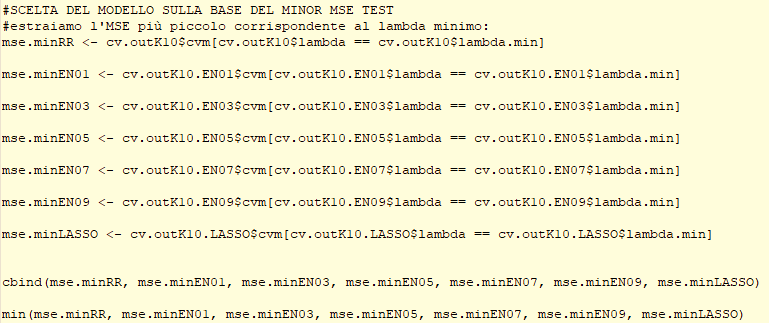 #SCELTA DEL MODELLO SULLA BASE DEL MINOR MSE TEST
#estraiamo l'MSE più piccolo corrispondente al lambda minimo:
mse.minRR <- cv.outK10$cvm[cv.outK10$lambda == cv.outK10$lambda.min]
mse.minEN01 <- cv.outK10.EN01$cvm[cv.outK10.EN01$lambda == cv.outK10.EN01$lambda.min]
mse.minEN03 <- cv.outK10.EN03$cvm[cv.outK10.EN03$lambda == cv.outK10.EN03$lambda.min]
mse.minEN05 <- cv.outK10.EN05$cvm[cv.outK10.EN05$lambda == cv.outK10.EN05$lambda.min]
mse.minEN07 <- cv.outK10.EN07$cvm[cv.outK10.EN07$lambda == cv.outK10.EN07$lambda.min]
mse.minEN09 <- cv.outK10.EN09$cvm[cv.outK10.EN09$lambda == cv.outK10.EN09$lambda.min]
mse.minLASSO <- cv.outK10.LASSO$cvm[cv.outK10.LASSO$lambda == cv.outK10.LASSO$lambda.min]
cbind(mse.minRR, mse.minEN01, mse.minEN03, mse.minEN05, mse.minEN07, mse.minEN09, mse.minLASSO)
min(mse.minRR, mse.minEN01, mse.minEN03, mse.minEN05, mse.minEN07, mse.minEN09, mse.minLASSO)